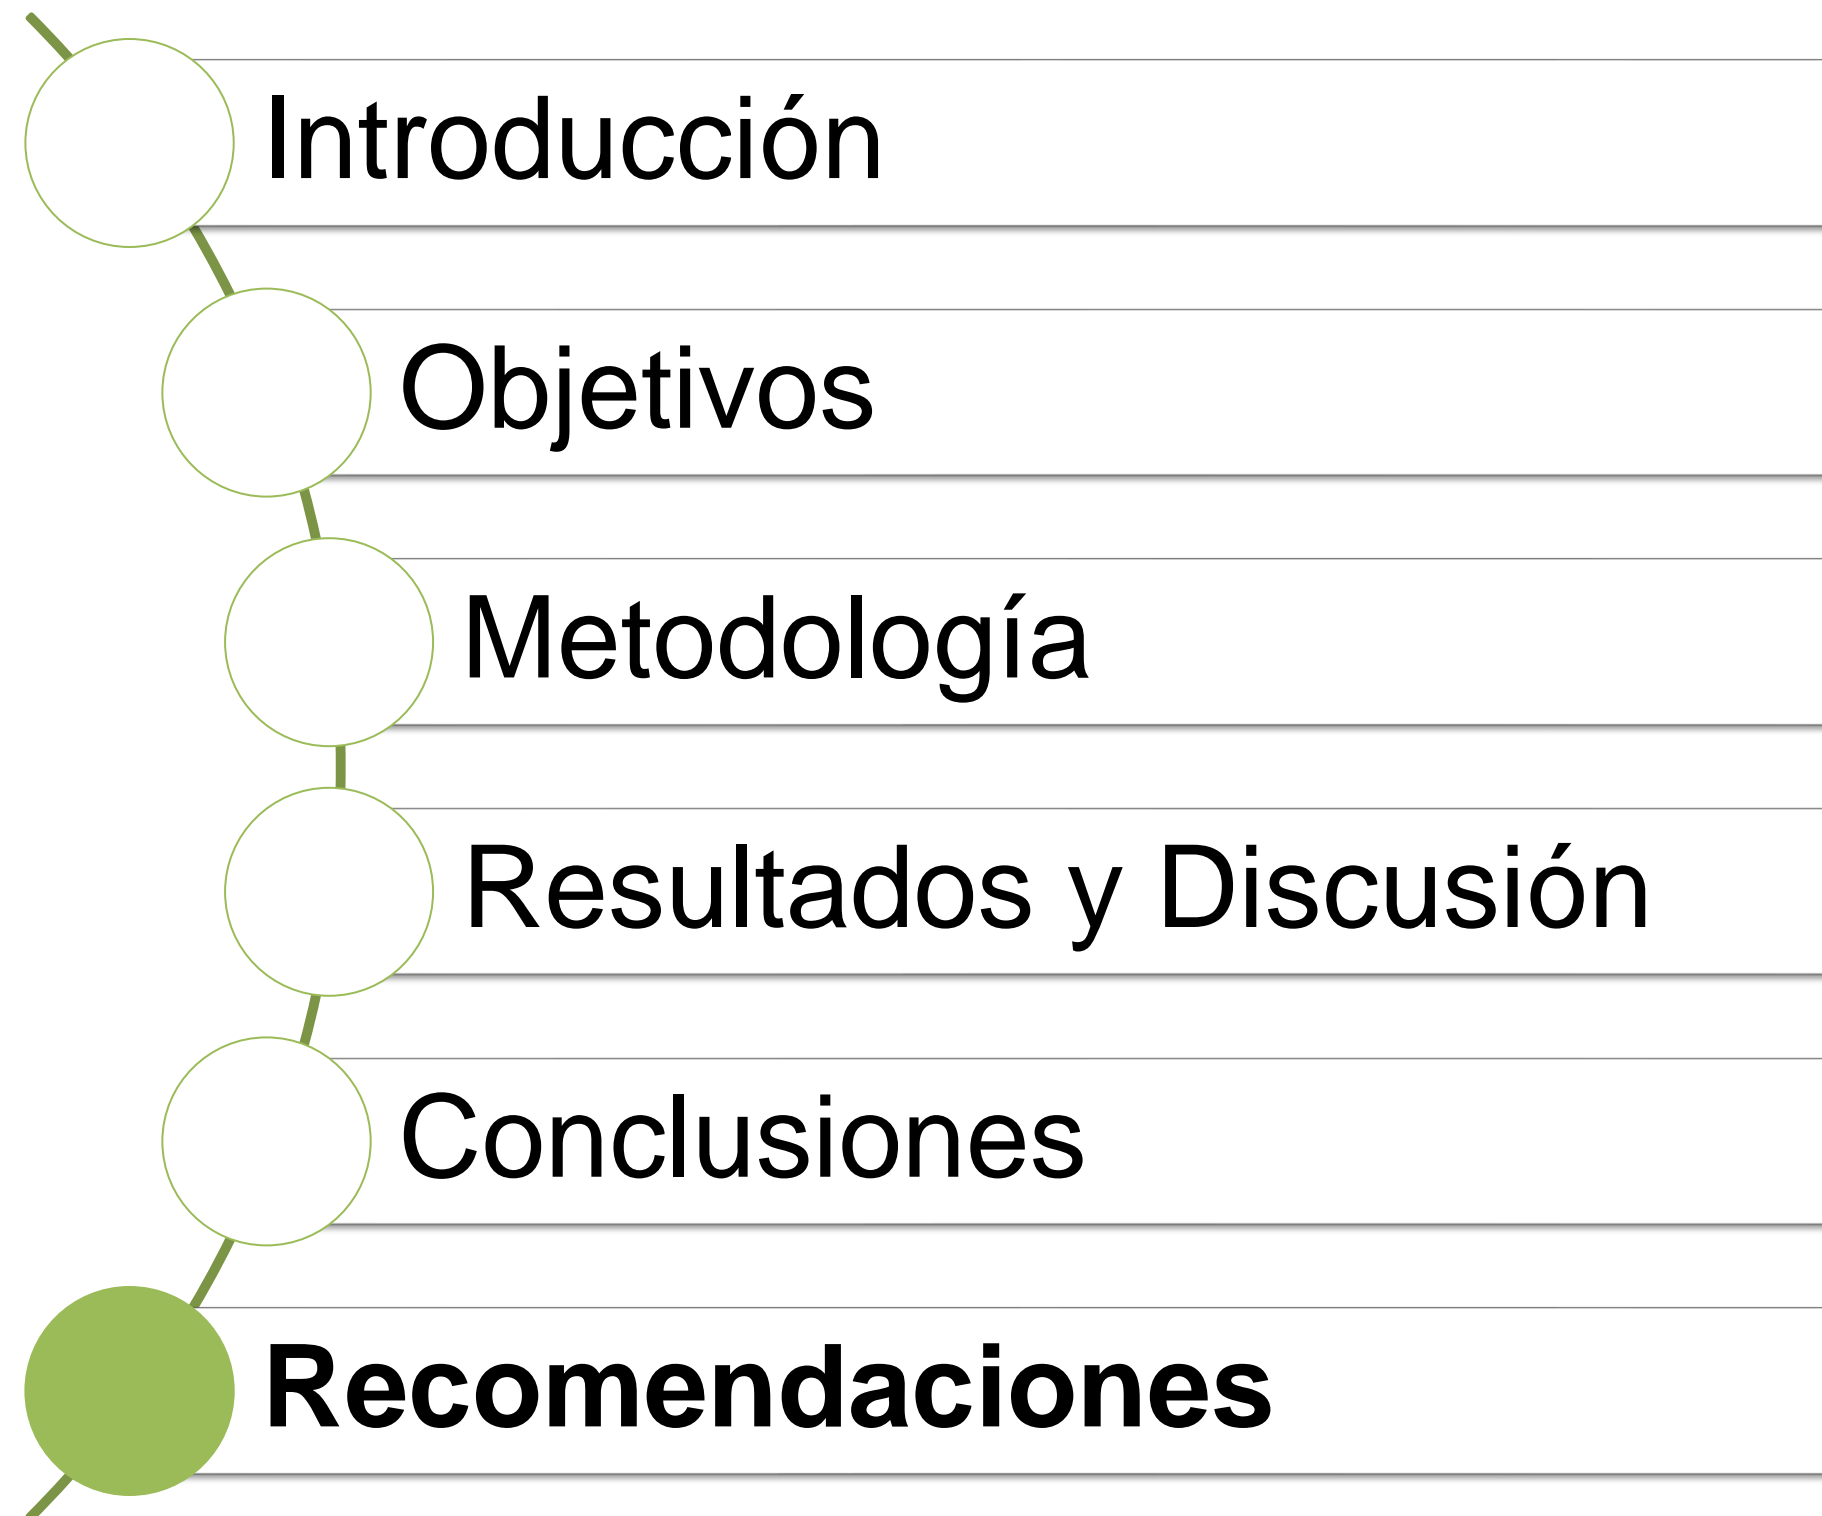 Introducción
Objetivos
Metodología
Resultados y Discusión
Conclusiones
Recomendaciones